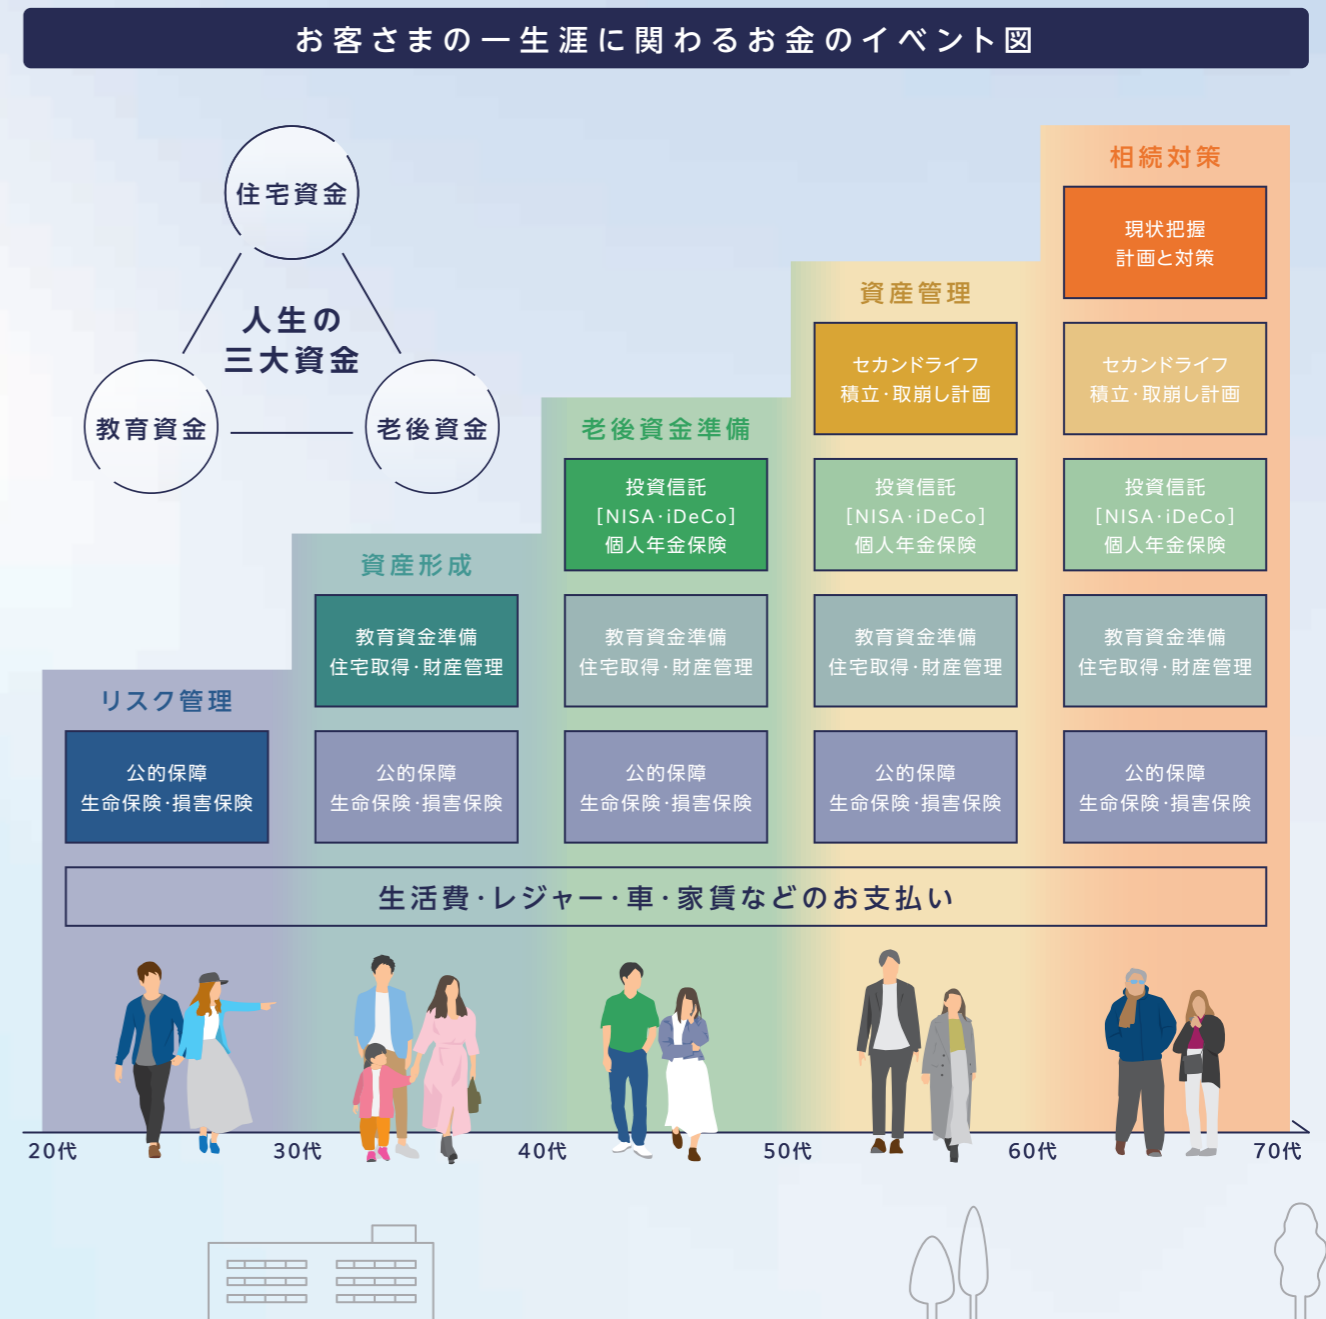 お客さまの一生涯に関わるお金のイベント図
住宅資金
人生の
三大資金
教育資金
老後資金
リスク管理
公的保障
生命保険・損害保険
資産形成
教育資金準備
住宅取得・財産管理
公的保障
生命保険・損害保険
老後資金準備
投資信託
[NISA・iDeCo]
個人年金保険
教育資金準備
住宅取得・財産管理
公的保障
生命保険・損害保険
資産管理
セカンドライフ
積立・取崩し計画
投資信託
[NISA・iDeCo]
個人年金保険
教育資金準備
住宅取得・財産管理
公的保障
生命保険・損害保険
相続対策
現状把握
計画と対策
セカンドライフ
積立・取崩し計画
投資信託
[NISA・iDeCo]
個人年金保険
教育資金準備
住宅取得・財産管理
公的保障
生命保険・損害保険
生活費・レジャー・車・家賃などのお支払い
20代
30代
40代
50代
60代
70代